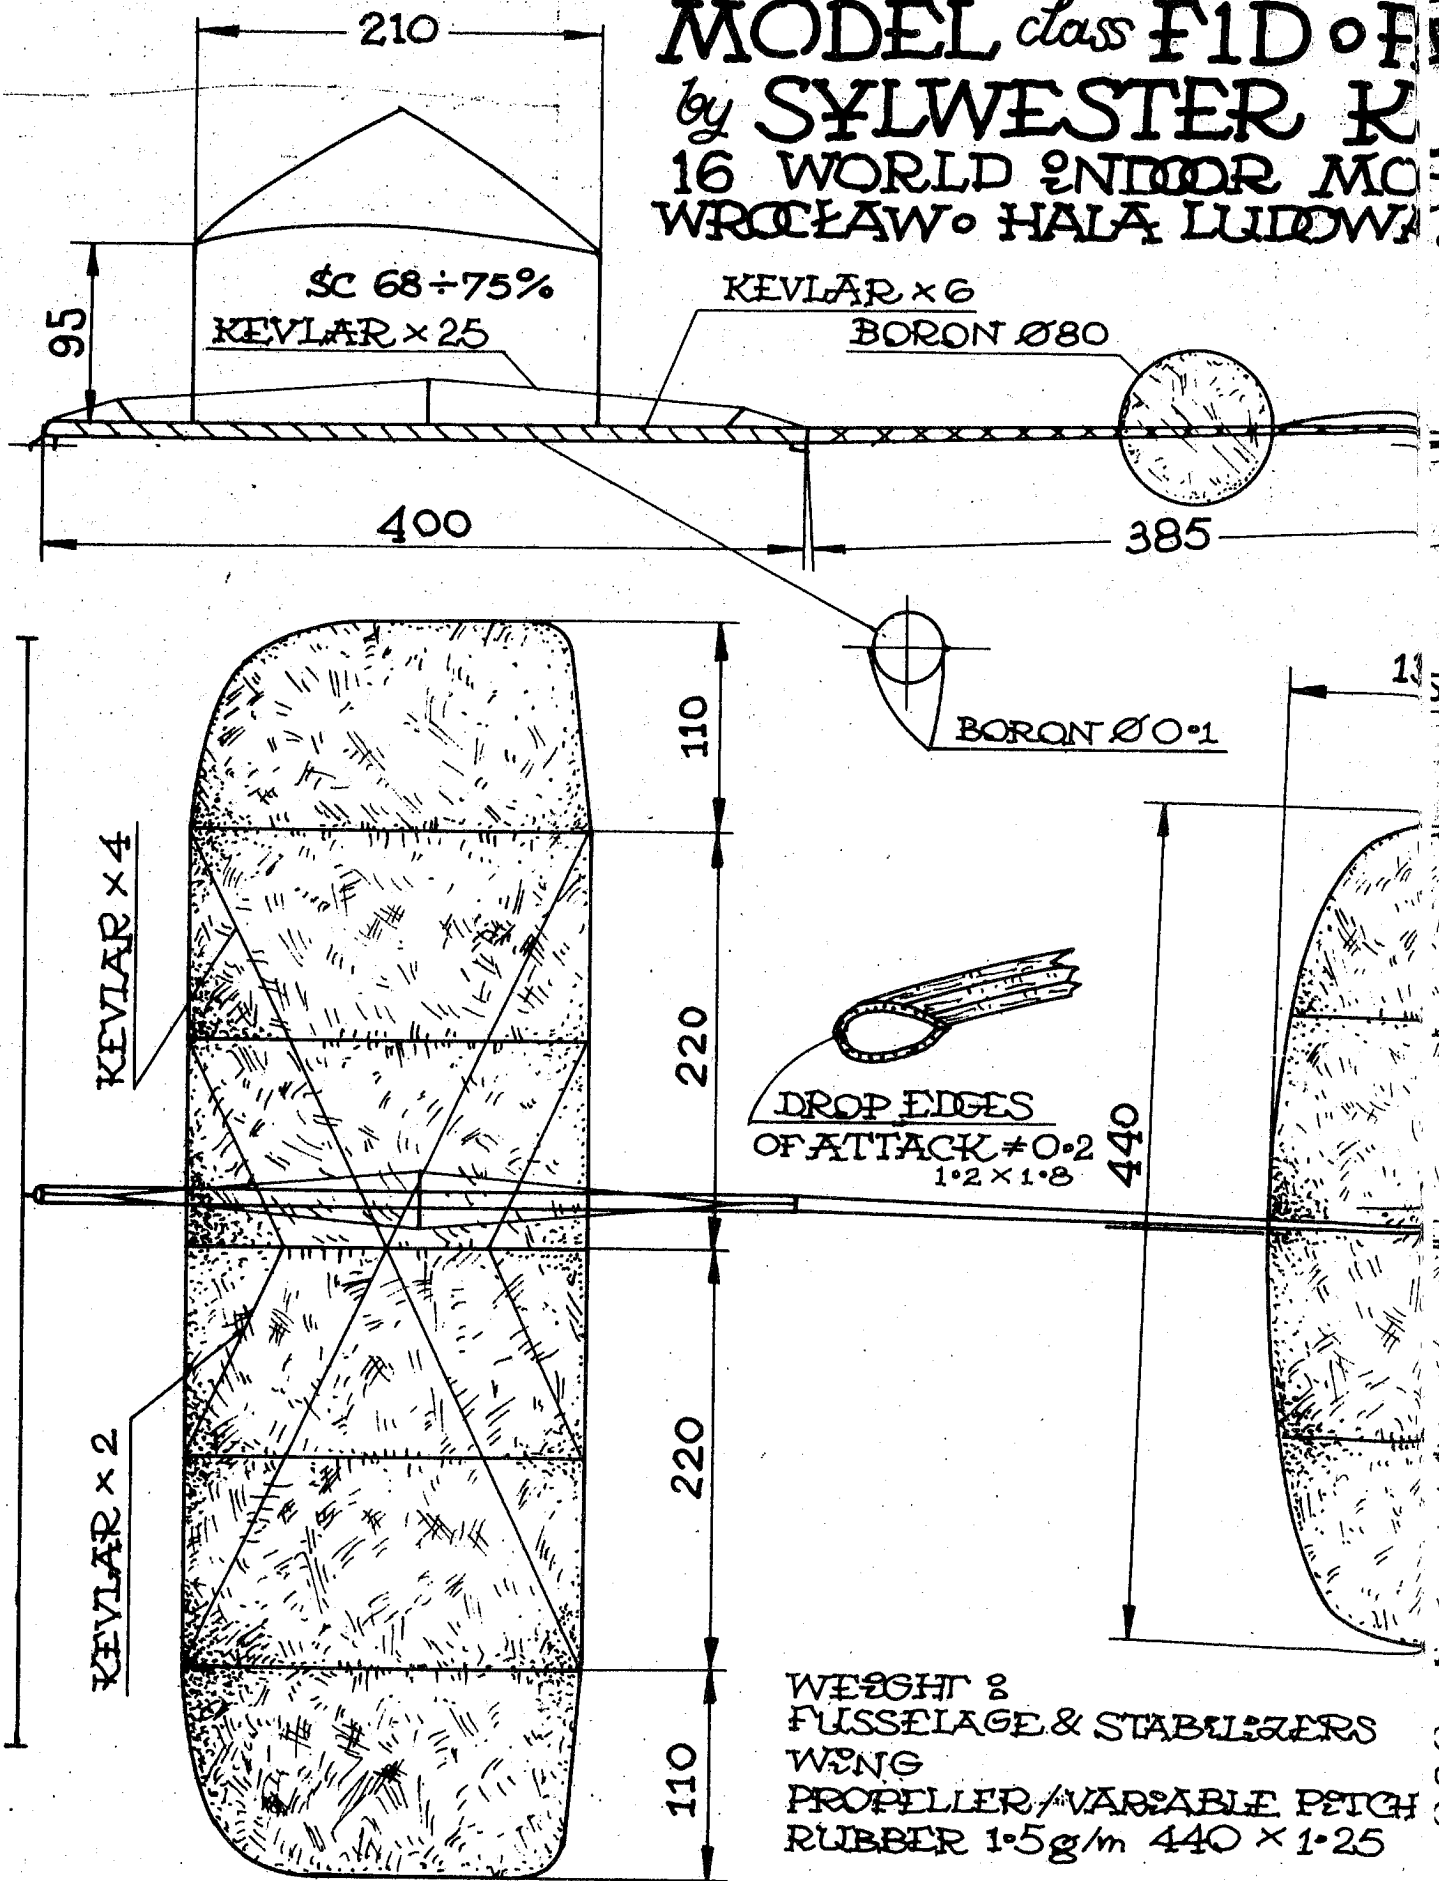 210
MODEL class F1D
by SYLWESTER K
16 WORLD INDOOR MO
WROCŁAW HALA LUDOWA
SC 68÷75%
KEVLAR × 25
KEVLAR × 6
BORON Ø80
95
400
385
BORON Ø0·1
110
KEVLAR × 4
220
DROP EDGES
OF ATTACK ≠0·2
1·2 × 1·8
440
220
KEVLAR × 2
110
WEIGHT :
FUSSELAGE & STABILIZERS
WING
PROPELLER /VARIABLE PITCH
RUBBER 1·5g/m 440 × 1·25